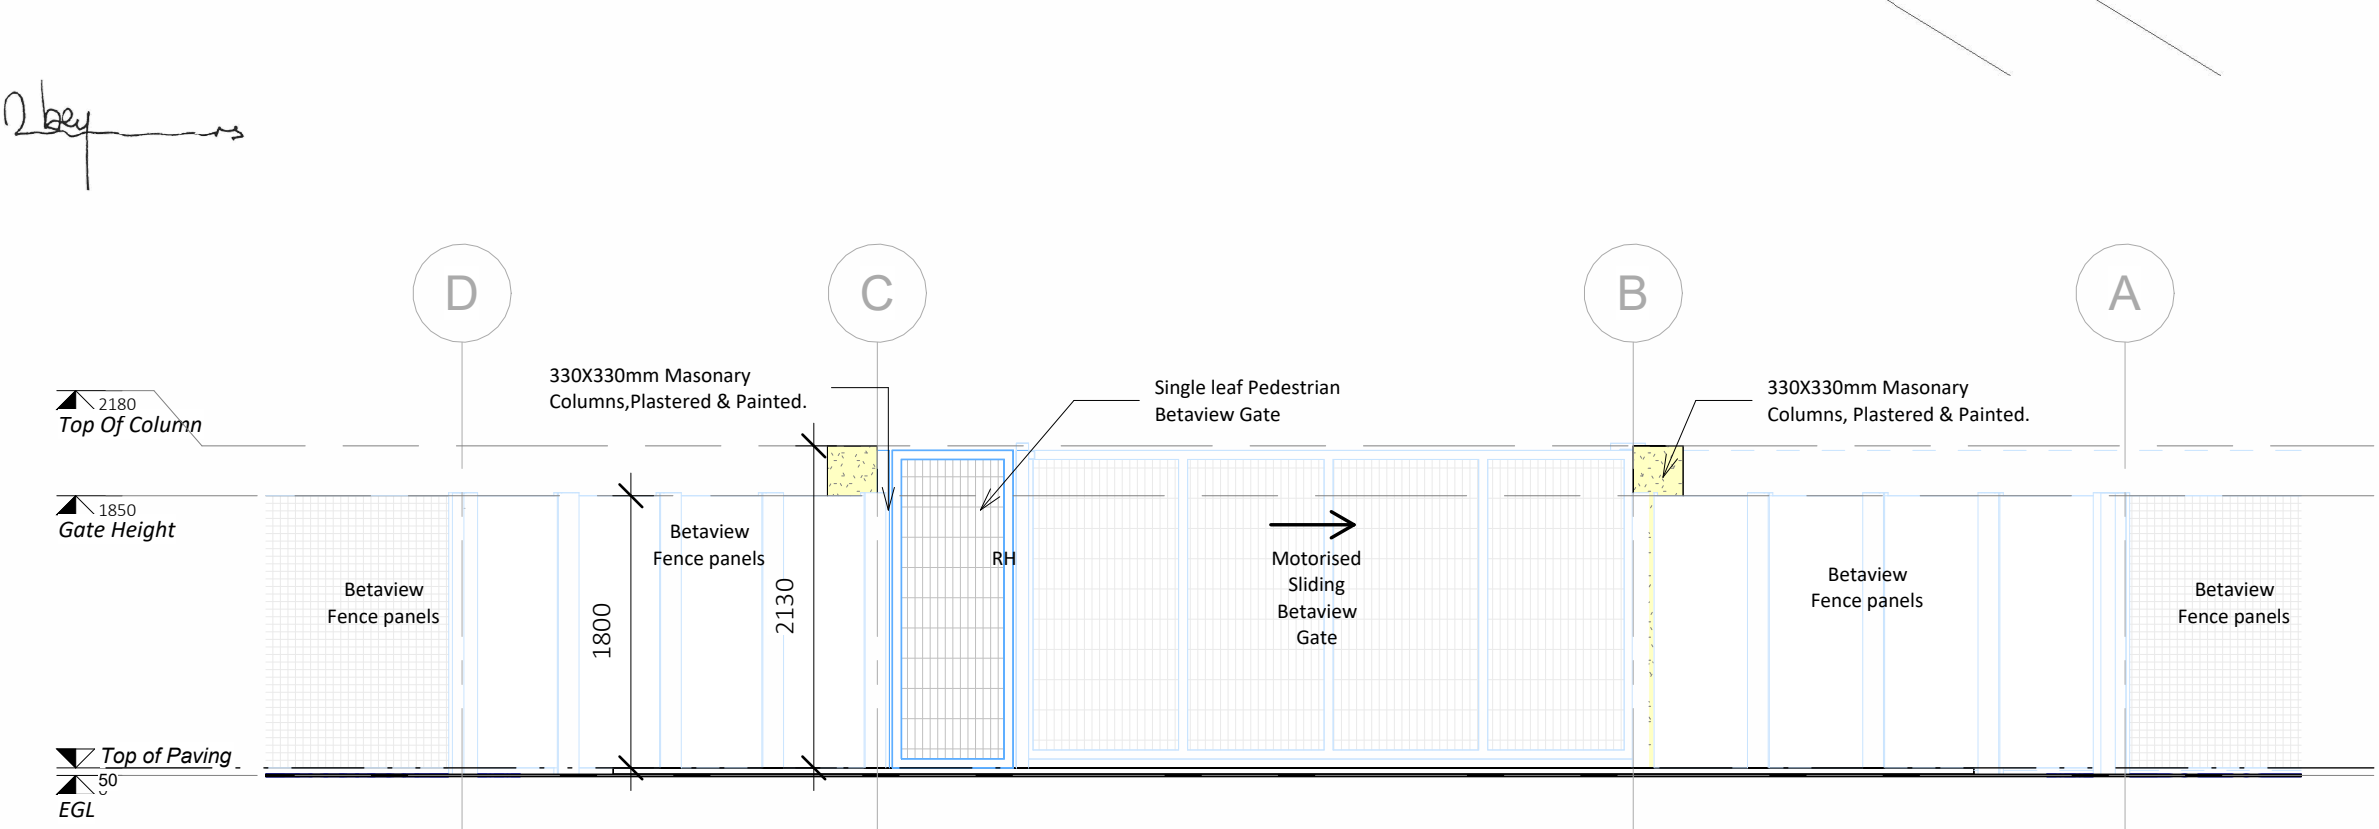 D
C
B
A
330X330mm Masonary
Columns,Plastered & Painted.
Single leaf Pedestrian
Betaview Gate
330X330mm Masonary
Columns, Plastered & Painted.
2180
Top Of Column
1850
Gate Height
Betaview
Fence panels
Betaview
Fence panels
1800
2130
RH
Motorised
Sliding
Betaview
Gate
Betaview
Fence panels
Betaview
Fence panels
Top of Paving
50
EGL